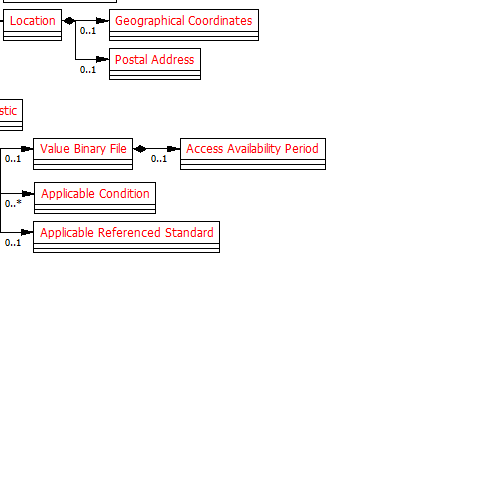 Location
Geographical Coordinates
0..1
Postal Address
0..1
stic
Value Binary File
Access Availability Period
0..1
0..1
Applicable Condition
0..*
Applicable Referenced Standard
0..1